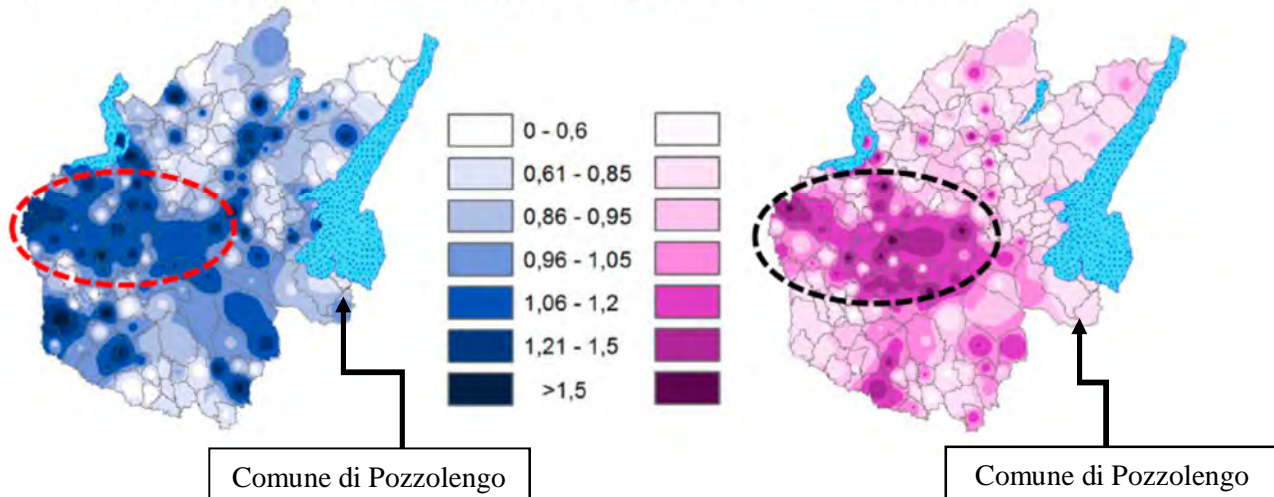 0 - 0,6
0,61 - 0,85
0,86 - 0,95
0,96 - 1,05
1,06 - 1,2
1,21 - 1,5
>1,5
Comune di Pozzolengo
Comune di Pozzolengo